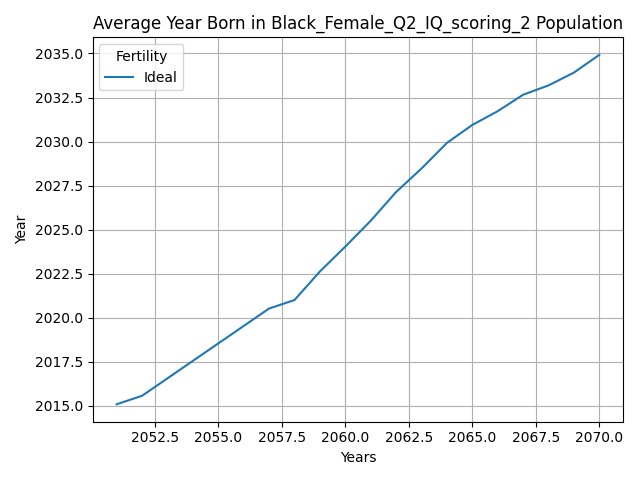 Average Year Born in Black_Female_Q2_IQ_scoring_2 Population
Fertility
Ideal
2035.0
2032.5
2030.0
2027.5
2025.0
2022.5
2020.0
2017.5
2015.0
Year
2052.5 2055.0 2057.5 2060.0 2062.5 2065.0 2067.5 2070.0
Years